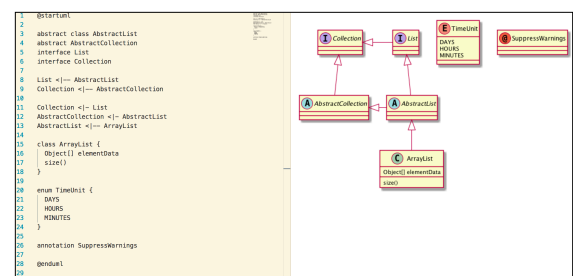 1 @startuml
2
3 abstract class AbstractList
4 abstract AbstractCollection
5 interface List
6 interface Collection
7
8 List <|-- AbstractList
9 Collection <|-- AbstractCollection
10
11 Collection <|- List
12 AbstractCollection <|- AbstractList
13 AbstractList <|-- ArrayList
14
15 class ArrayList {
16 Object[] elementData
17 size()
18 }
19
20 enum TimeUnit {
21 DAYS
22 HOURS
23 MINUTES
24 }
25
26 annotation SuppressWarnings
27
28 @enduml
29
I Collection
I List
E TimeUnit
DAYS
HOURS
MINUTES
@ SuppressWarnings
A AbstractCollection
A AbstractList
C ArrayList
Object[] elementData
size()